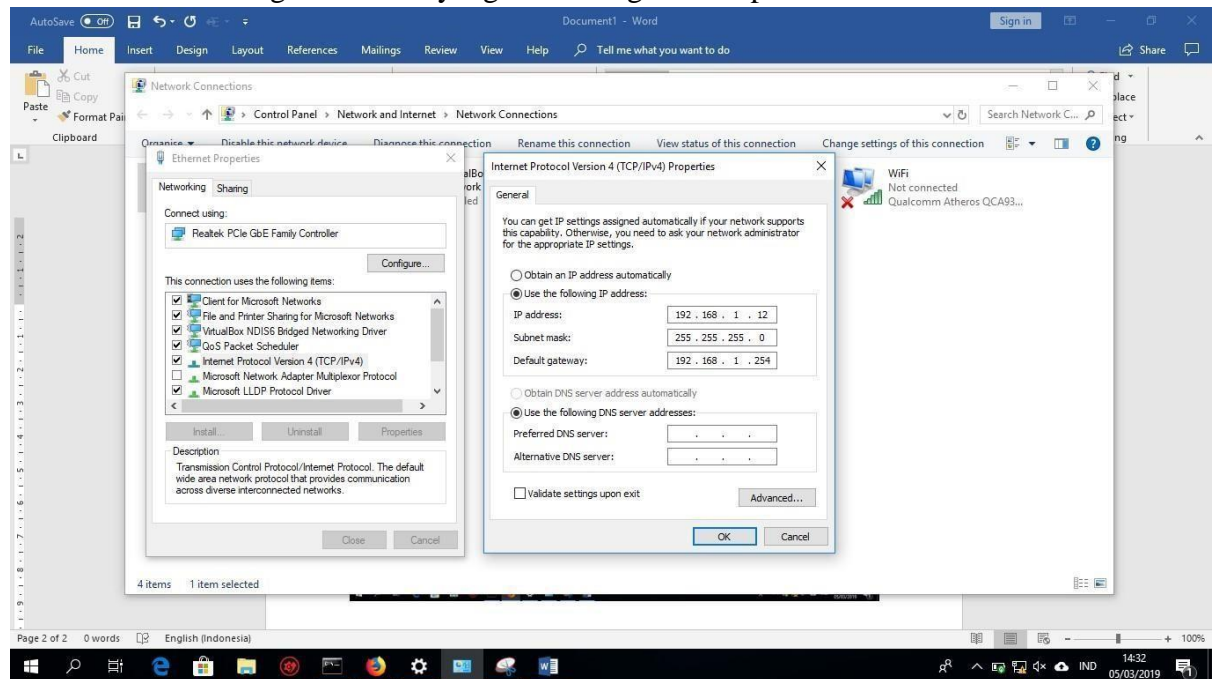 AutoSave Off Document1 - Word Sign in
File Home Insert Design Layout References Mailings Review View Help Tell me what you want to do Share
Cut
Copy
Paste
Format Pai
Clipboard
Network Connections
Control Panel > Network and Internet > Network Connections Search Network C...
Organise Disable this network device Diagnose this connection Rename this connection View status of this connection Change settings of this connection
Ethernet Properties
Networking Sharing
Connect using:
Realtek PCIe GbE Family Controller
Configure...
This connection uses the following items:
Client for Microsoft Networks
File and Printer Sharing for Microsoft Networks
VirtualBox NDIS6 Bridged Networking Driver
QoS Packet Scheduler
Internet Protocol Version 4 (TCP/IPv4)
Microsoft Network Adapter Multiplexor Protocol
Microsoft LLDP Protocol Driver
Install... Uninstall Properties
Description
Transmission Control Protocol/Internet Protocol. The default
wide area network protocol that provides communication
across diverse interconnected networks.
Close Cancel
Internet Protocol Version 4 (TCP/IPv4) Properties
General
You can get IP settings assigned automatically if your network supports
this capability. Otherwise, you need to ask your network administrator
for the appropriate IP settings.
Obtain an IP address automatically
Use the following IP address:
IP address: 192 . 168 . 1 . 12
Subnet mask: 255 . 255 . 255 . 0
Default gateway: 192 . 168 . 1 . 254
Obtain DNS server address automatically
Use the following DNS server addresses:
Preferred DNS server: . . .
Alternative DNS server: . . .
Validate settings upon exit
Advanced...
OK Cancel
WiFi
Not connected
Qualcomm Atheros QCA93...
4 items 1 item selected
Page 2 of 2 0 words English (Indonesia) 100%
IND
14:32
05/03/2019